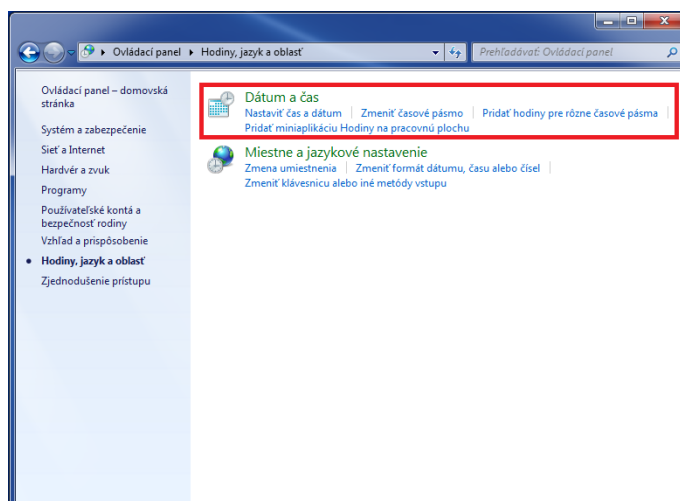 Ovládací panel ▸ Hodiny, jazyk a oblasť
Prehľadávať: Ovládací panel
Ovládací panel – domovská
stránka
Systém a zabezpečenie
Sieť a Internet
Hardvér a zvuk
Programy
Používateľské kontá a
bezpečnosť rodiny
Vzhľad a prispôsobenie
Hodiny, jazyk a oblasť
Zjednodušenie prístupu
Dátum a čas
Nastaviť čas a dátum | Zmeniť časové pásmo | Pridať hodiny pre rôzne časové pásma |
Pridať miniaplikáciu Hodiny na pracovnú plochu
Miestne a jazykové nastavenie
Zmena umiestnenia | Zmeniť formát dátumu, času alebo čísel |
Zmeniť klávesnicu alebo iné metódy vstupu